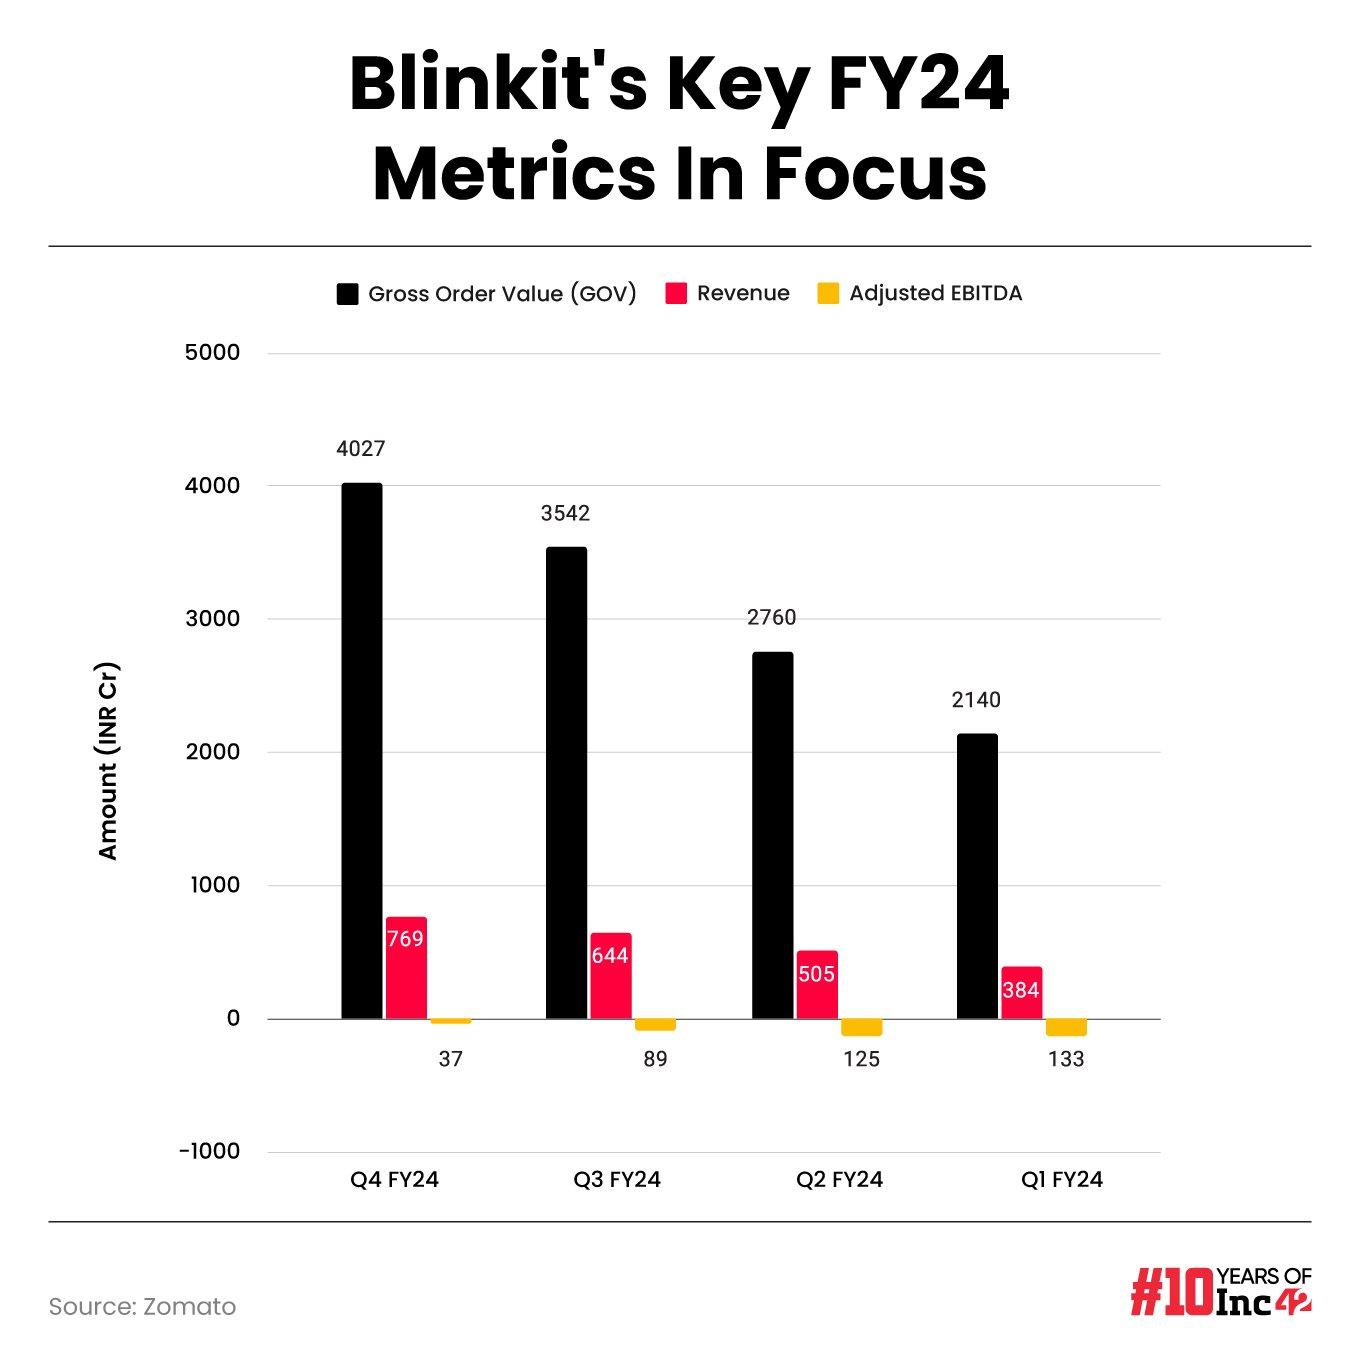 Blinkit's Key FY24
Metrics In Focus
Gross Order Value (GOV) Revenue Adjusted EBITDA
Amount (INR Cr)
5000
4000
3000
2000
1000
0
-1000
4027
769
37
3542
644
89
2760
505
125
2140
384
133
Q4 FY24 Q3 FY24 Q2 FY24 Q1 FY24
Source: Zomato
#10 YEARS OF
Inc42